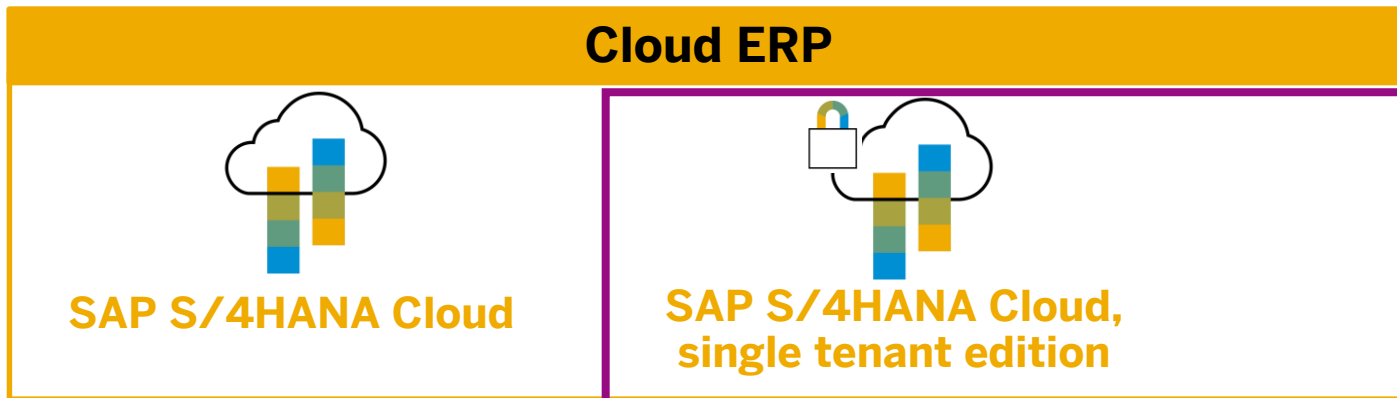 Cloud ERP
SAP S/4HANA Cloud
SAP S/4HANA Cloud,
single tenant edition